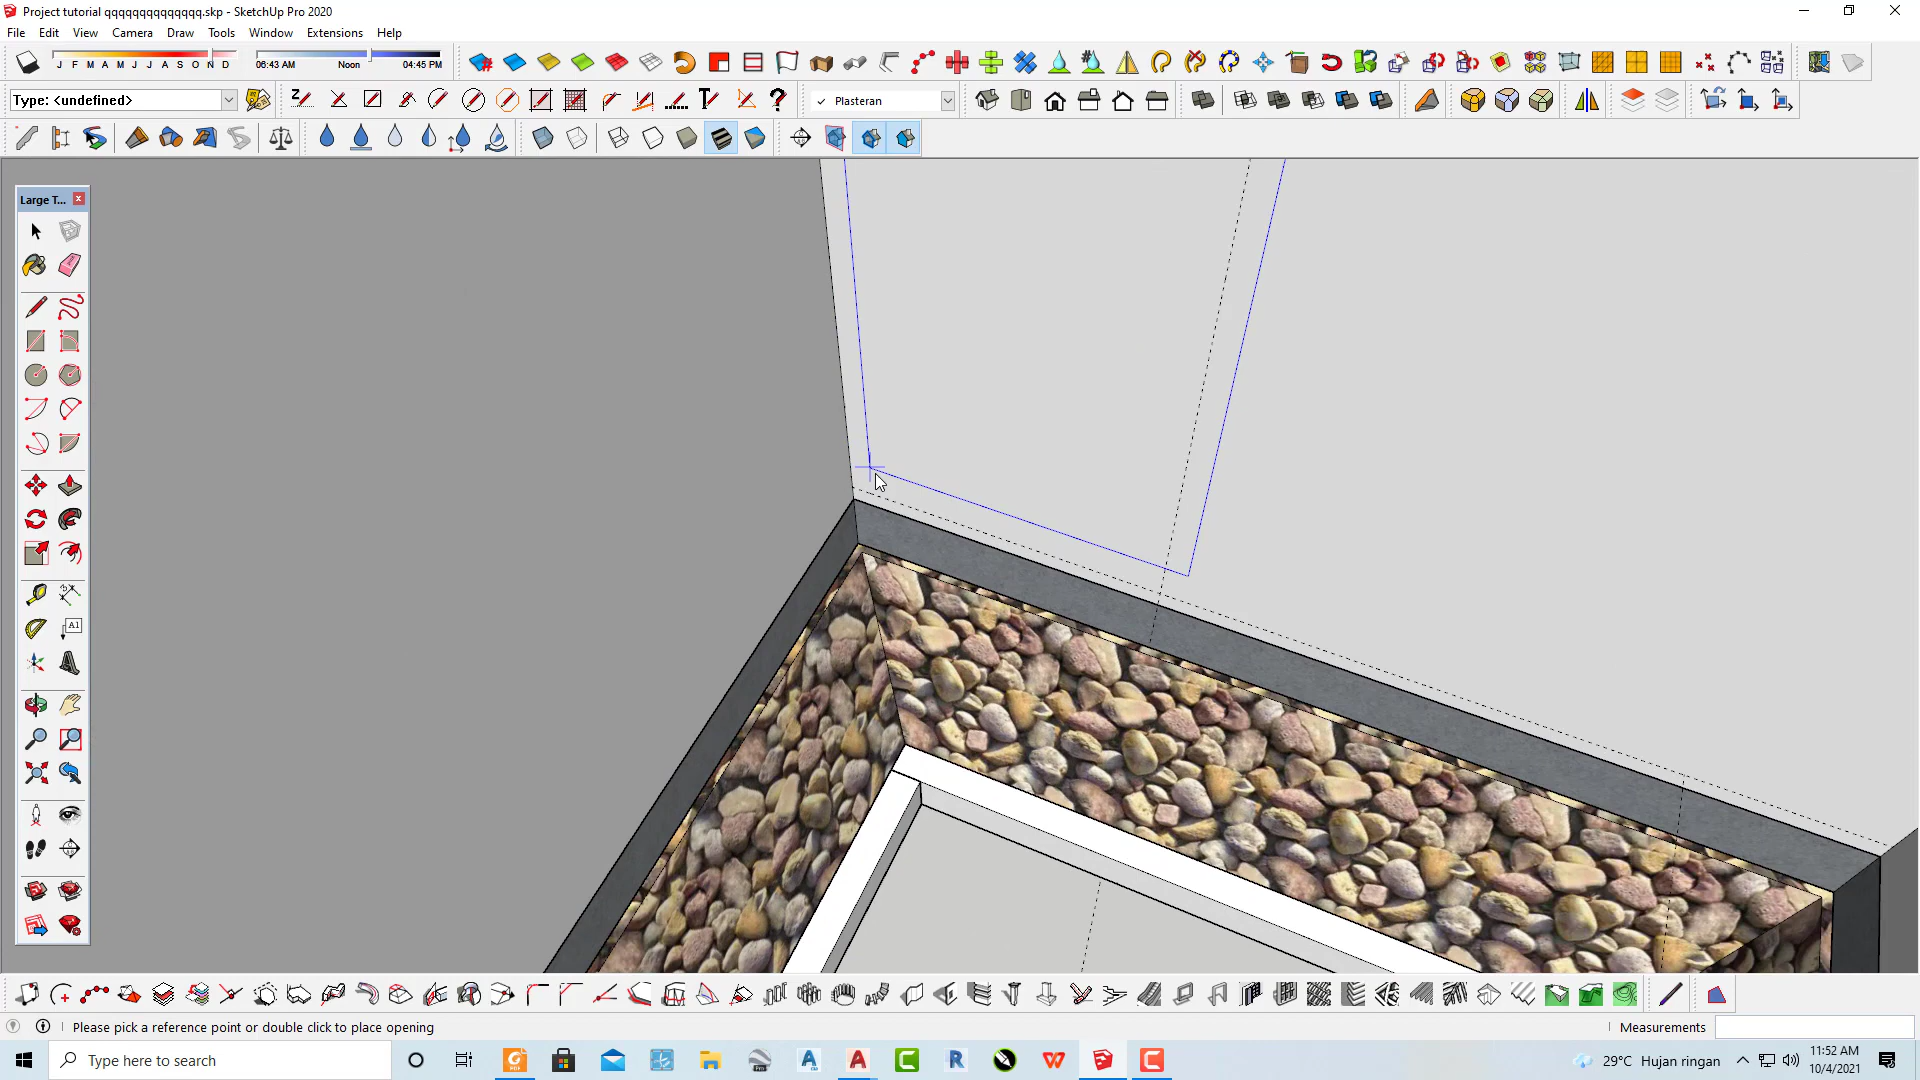 Project tutorial qqqqqqqqqqqqqq.skp - SketchUp Pro 2020
File Edit View Camera Draw Tools Window Extensions Help
J F M A M J J A S O N D
06:43 AM Noon 04:45 PM
Type: <undefined>
Plasteran
Large T...
A1
Please pick a reference point or double click to place opening
Measurements
Type here to search
29°C Hujan ringan
11:52 AM
10/4/2021